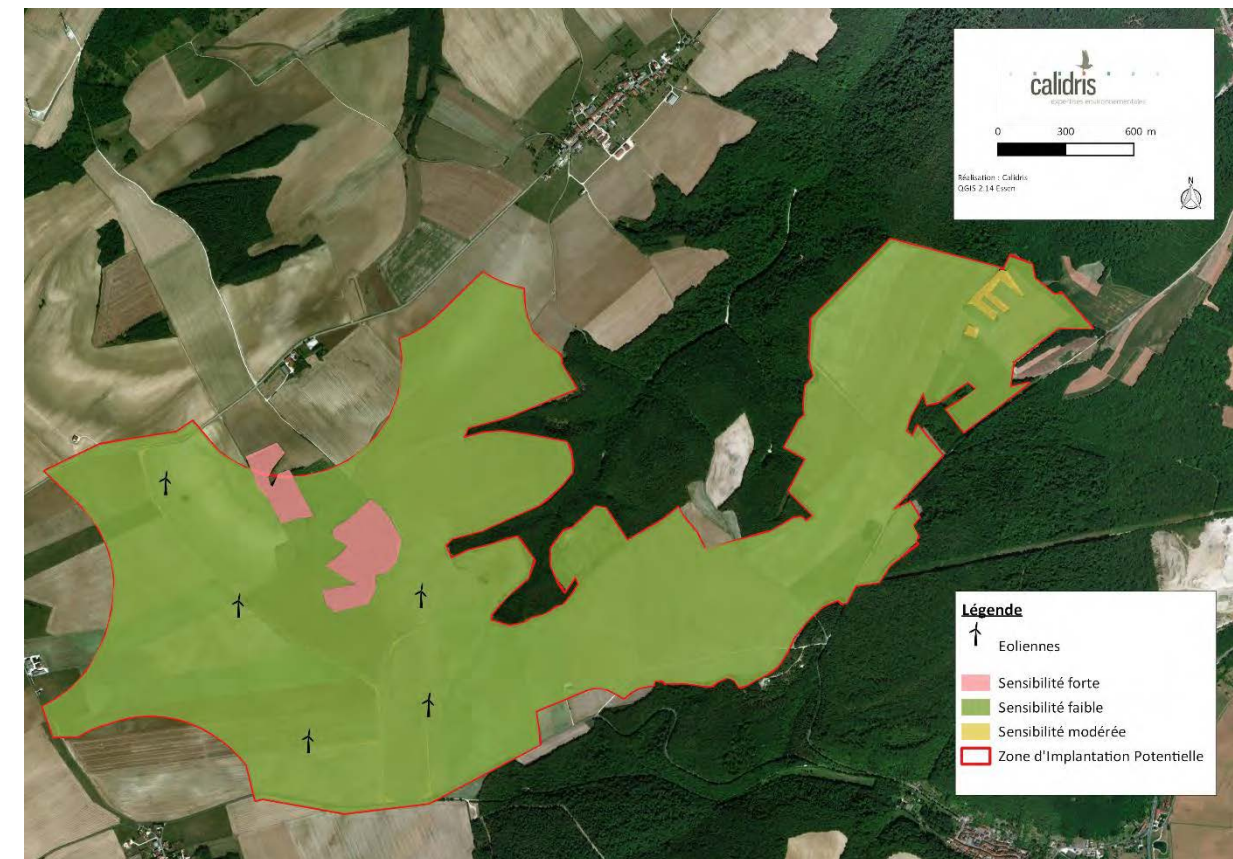 calidris
expertises environnementales
0 300 600 m
Réalisation : Calidris
QGIS 2.14 Essen
N
Légende
Eoliennes
Sensibilité forte
Sensibilité faible
Sensibilité modérée
Zone d'Implantation Potentielle